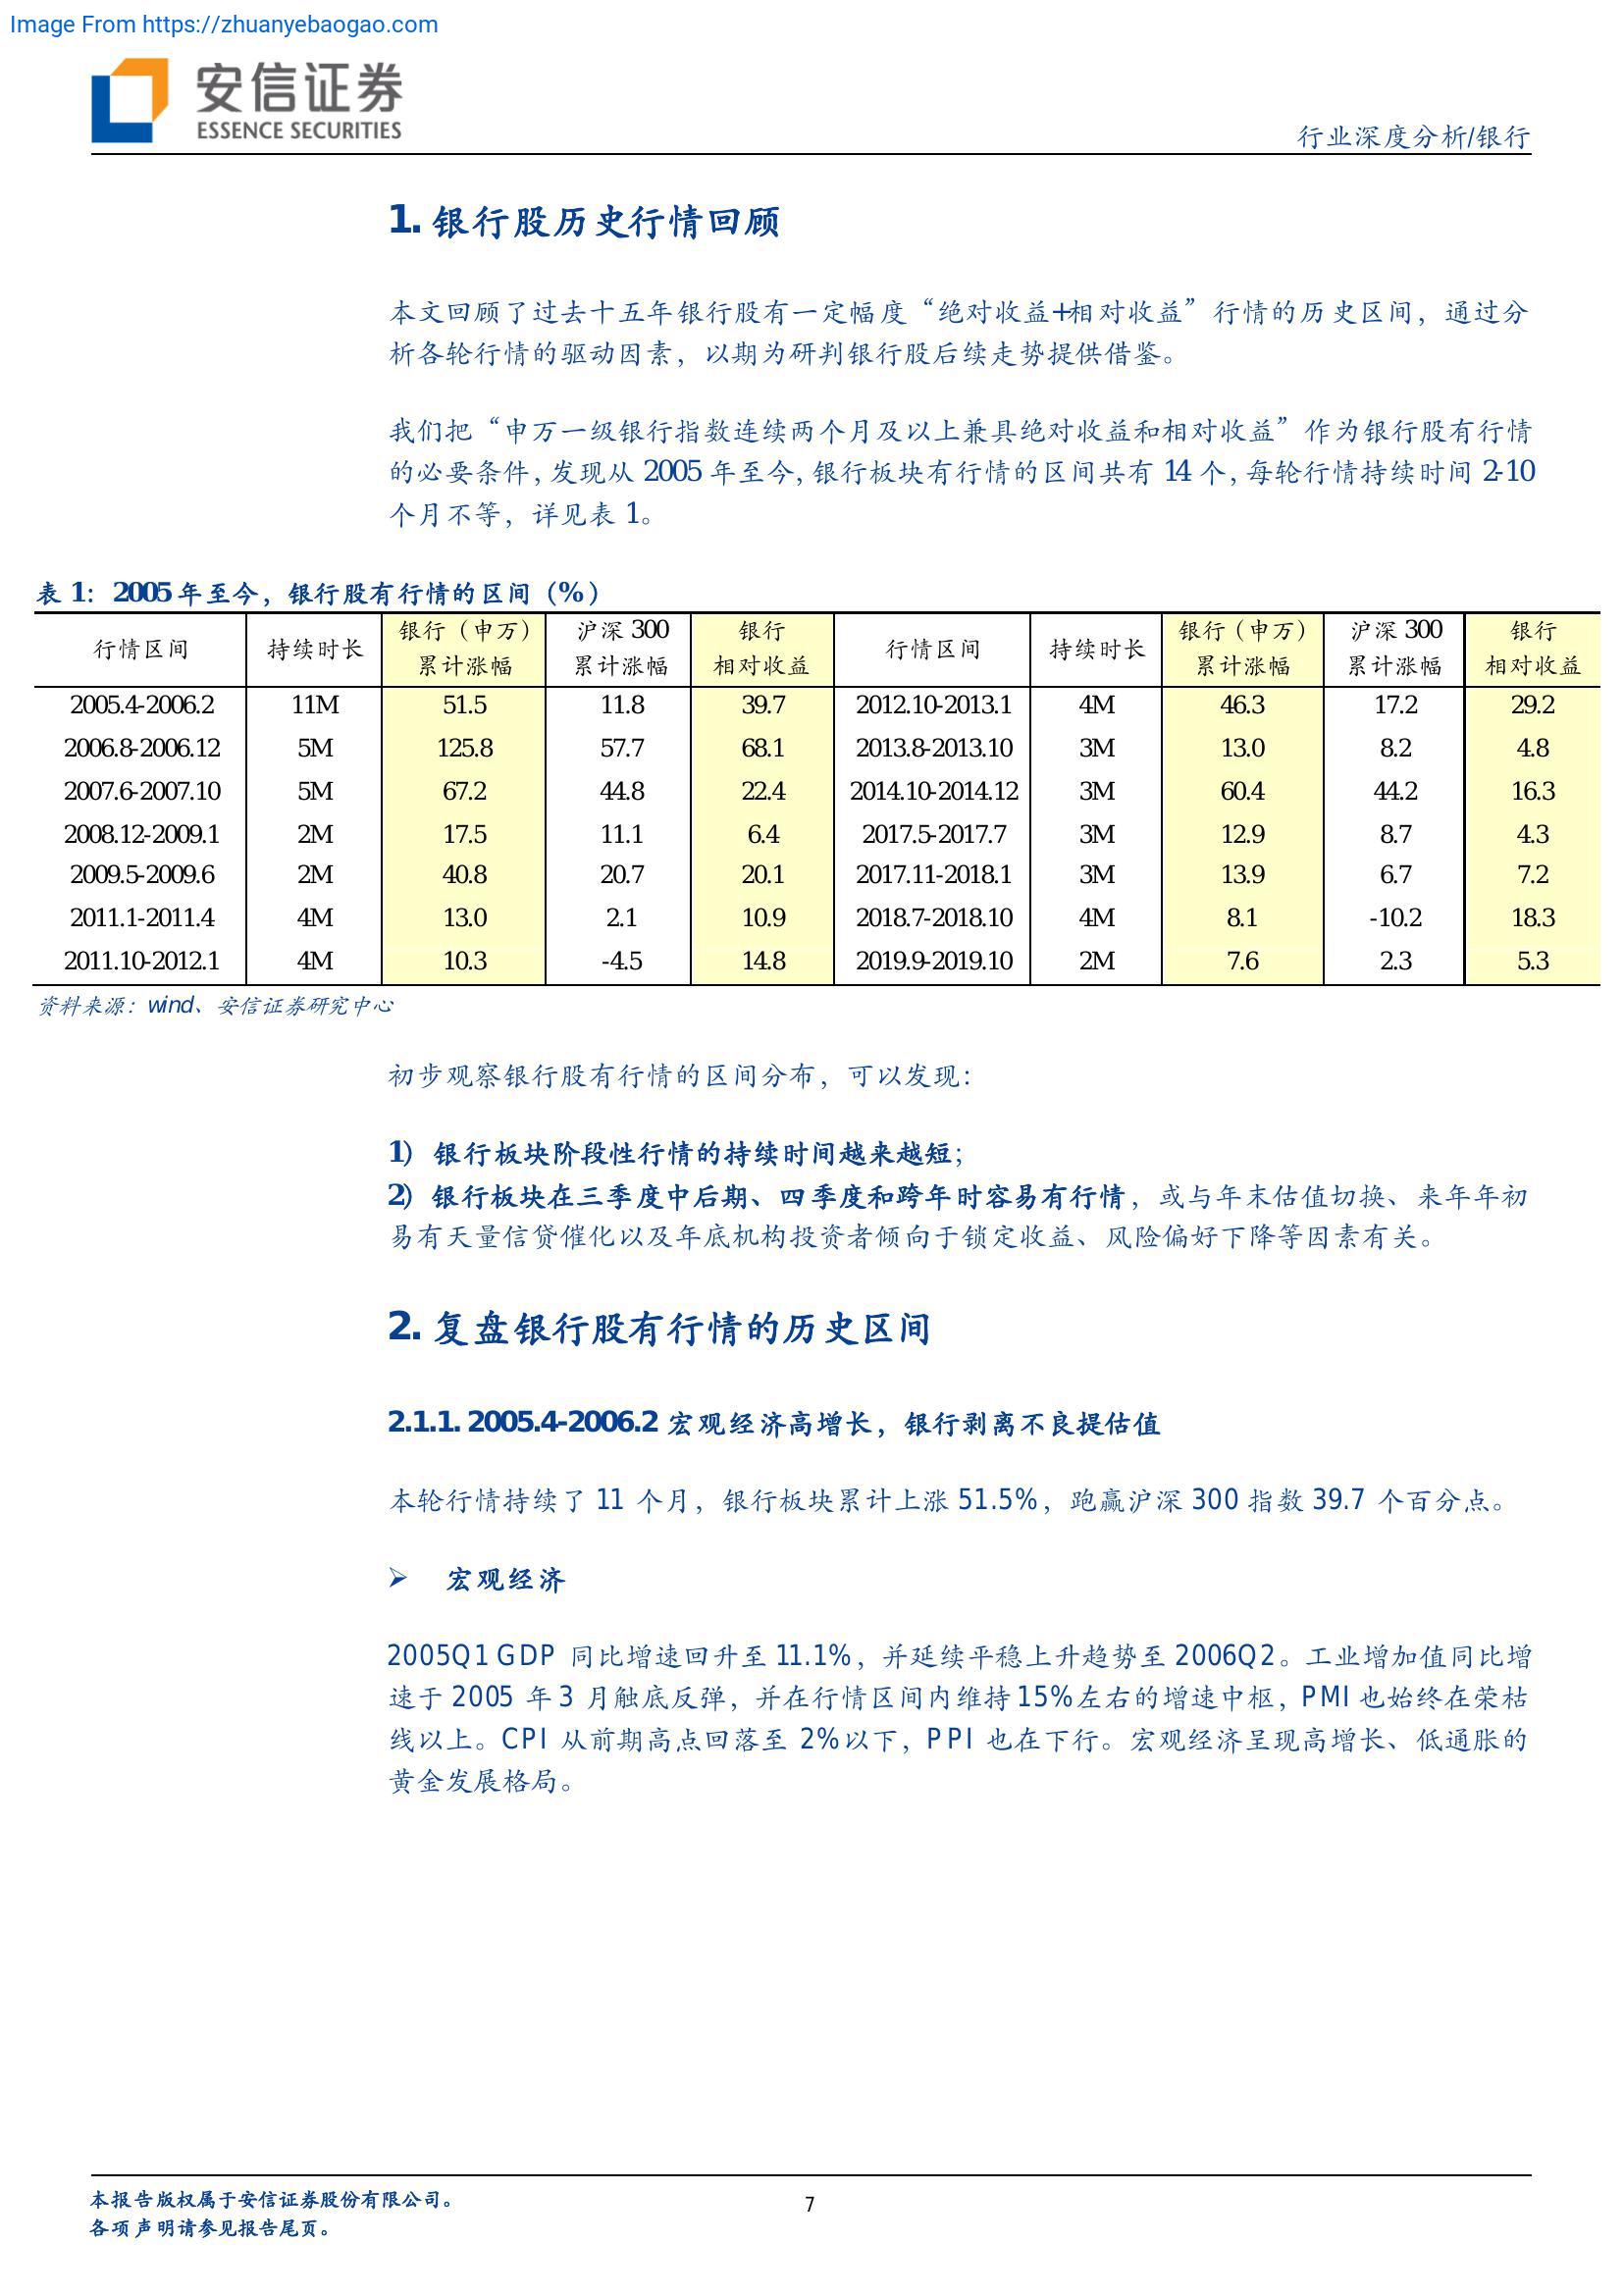 Image From https://zhuanyebaogao.com
安信证券
ESSENCE SECURITIES
行业深度分析/银行
1. 银行股历史行情回顾
本文回顾了过去十五年银行股有一定幅度“绝对收益+相对收益”行情的历史区间，通过分
析各轮行情的驱动因素，以期为研判银行股后续走势提供借鉴。
我们把“申万一级银行指数连续两个月及以上兼具绝对收益和相对收益”作为银行股有行情
的必要条件，发现从 2005 年至今，银行板块有行情的区间共有 14 个，每轮行情持续时间 2-10
个月不等，详见表 1。
表 1：2005 年至今，银行股有行情的区间（%）
行情区间 持续时长 银行（申万）累计涨幅 沪深 300 累计涨幅 银行相对收益 行情区间 持续时长 银行（申万）累计涨幅 沪深 300 累计涨幅 银行相对收益
2005.4-2006.2 11M 51.5 11.8 39.7 2012.10-2013.1 4M 46.3 17.2 29.2
2006.8-2006.12 5M 125.8 57.7 68.1 2013.8-2013.10 3M 13.0 8.2 4.8
2007.6-2007.10 5M 67.2 44.8 22.4 2014.10-2014.12 3M 60.4 44.2 16.3
2008.12-2009.1 2M 17.5 11.1 6.4 2017.5-2017.7 3M 12.9 8.7 4.3
2009.5-2009.6 2M 40.8 20.7 20.1 2017.11-2018.1 3M 13.9 6.7 7.2
2011.1-2011.4 4M 13.0 2.1 10.9 2018.7-2018.10 4M 8.1 -10.2 18.3
2011.10-2012.1 4M 10.3 -4.5 14.8 2019.9-2019.10 2M 7.6 2.3 5.3
资料来源：wind、安信证券研究中心
初步观察银行股有行情的区间分布，可以发现：
1）银行板块阶段性行情的持续时间越来越短；
2）银行板块在三季度中后期、四季度和跨年时容易有行情，或与年末估值切换、来年年初
易有天量信贷催化以及年底机构投资者倾向于锁定收益、风险偏好下降等因素有关。
2. 复盘银行股有行情的历史区间
2.1.1. 2005.4-2006.2 宏观经济高增长，银行剥离不良提估值
本轮行情持续了 11 个月，银行板块累计上涨 51.5%，跑赢沪深 300 指数 39.7 个百分点。
➢ 宏观经济
2005Q1 GDP 同比增速回升至 11.1%，并延续平稳上升趋势至 2006Q2。工业增加值同比增
速于 2005 年 3 月触底反弹，并在行情区间内维持 15%左右的增速中枢，PMI 也始终在荣枯
线以上。CPI 从前期高点回落至 2%以下，PPI 也在下行。宏观经济呈现高增长、低通胀的
黄金发展格局。
本报告版权属于安信证券股份有限公司。
各项声明请参见报告尾页。
7